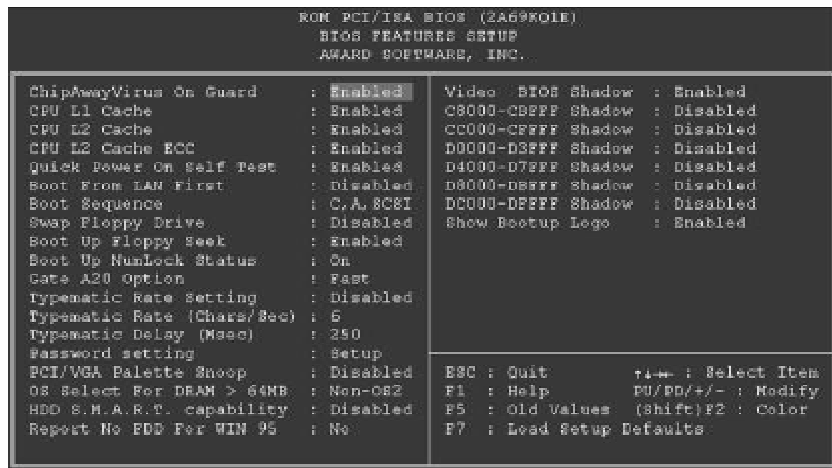 ROM PCI/ISA BIOS (2A69KQ1E)
BIOS FEATURES SETUP
AWARD SOFTWARE, INC.
ChipAwayVirus On Guard : Enabled
CPU L1 Cache : Enabled
CPU L2 Cache : Enabled
CPU L2 Cache ECC : Enabled
Quick Power On Self Test : Enabled
Boot From LAN First : Disabled
Boot Sequence : C,A,SCSI
Swap Floppy Drive : Disabled
Boot Up Floppy Seek : Enabled
Boot Up NumLock Status : On
Gate A20 Option : Fast
Typematic Rate Setting : Disabled
Typematic Rate (Chars/Sec) : 6
Typematic Delay (Msec) : 250
Password setting : Setup
PCI/VGA Palette Snoop : Disabled
OS Select For DRAM > 64MB : Non-OS2
HDD S.M.A.R.T. capability : Disabled
Report No FDD For WIN 95 : No
Video BIOS Shadow : Enabled
C8000-CBFFF Shadow : Disabled
CC000-CFFFF Shadow : Disabled
D0000-D3FFF Shadow : Disabled
D4000-D7FFF Shadow : Disabled
D8000-DBFFF Shadow : Disabled
DC000-DFFFF Shadow : Disabled
Show Bootup Logo : Enabled
ESC : Quit ↑↓→← : Select Item
F1 : Help PU/PD/+/- : Modify
F5 : Old Values (Shift)F2 : Color
F7 : Load Setup Defaults